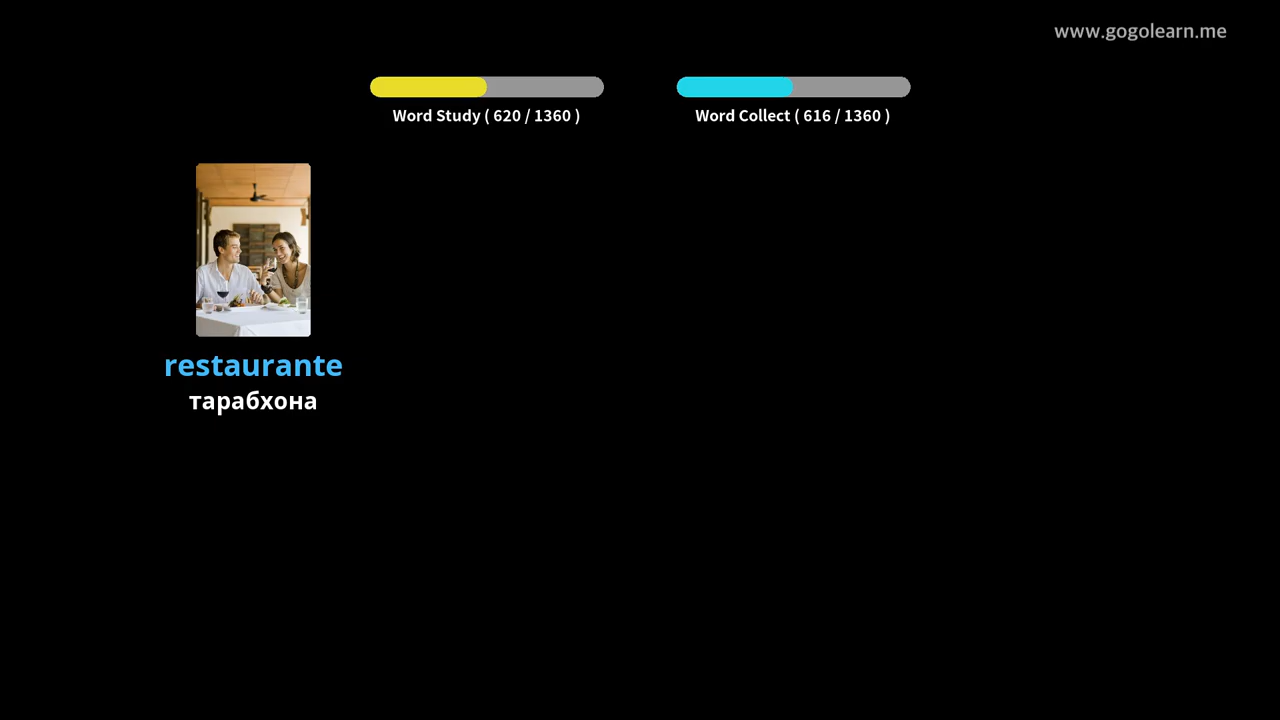 www.gogolearn.me
Word Study ( 620 / 1360 )
Word Collect ( 616 / 1360 )
restaurante
тарабхона